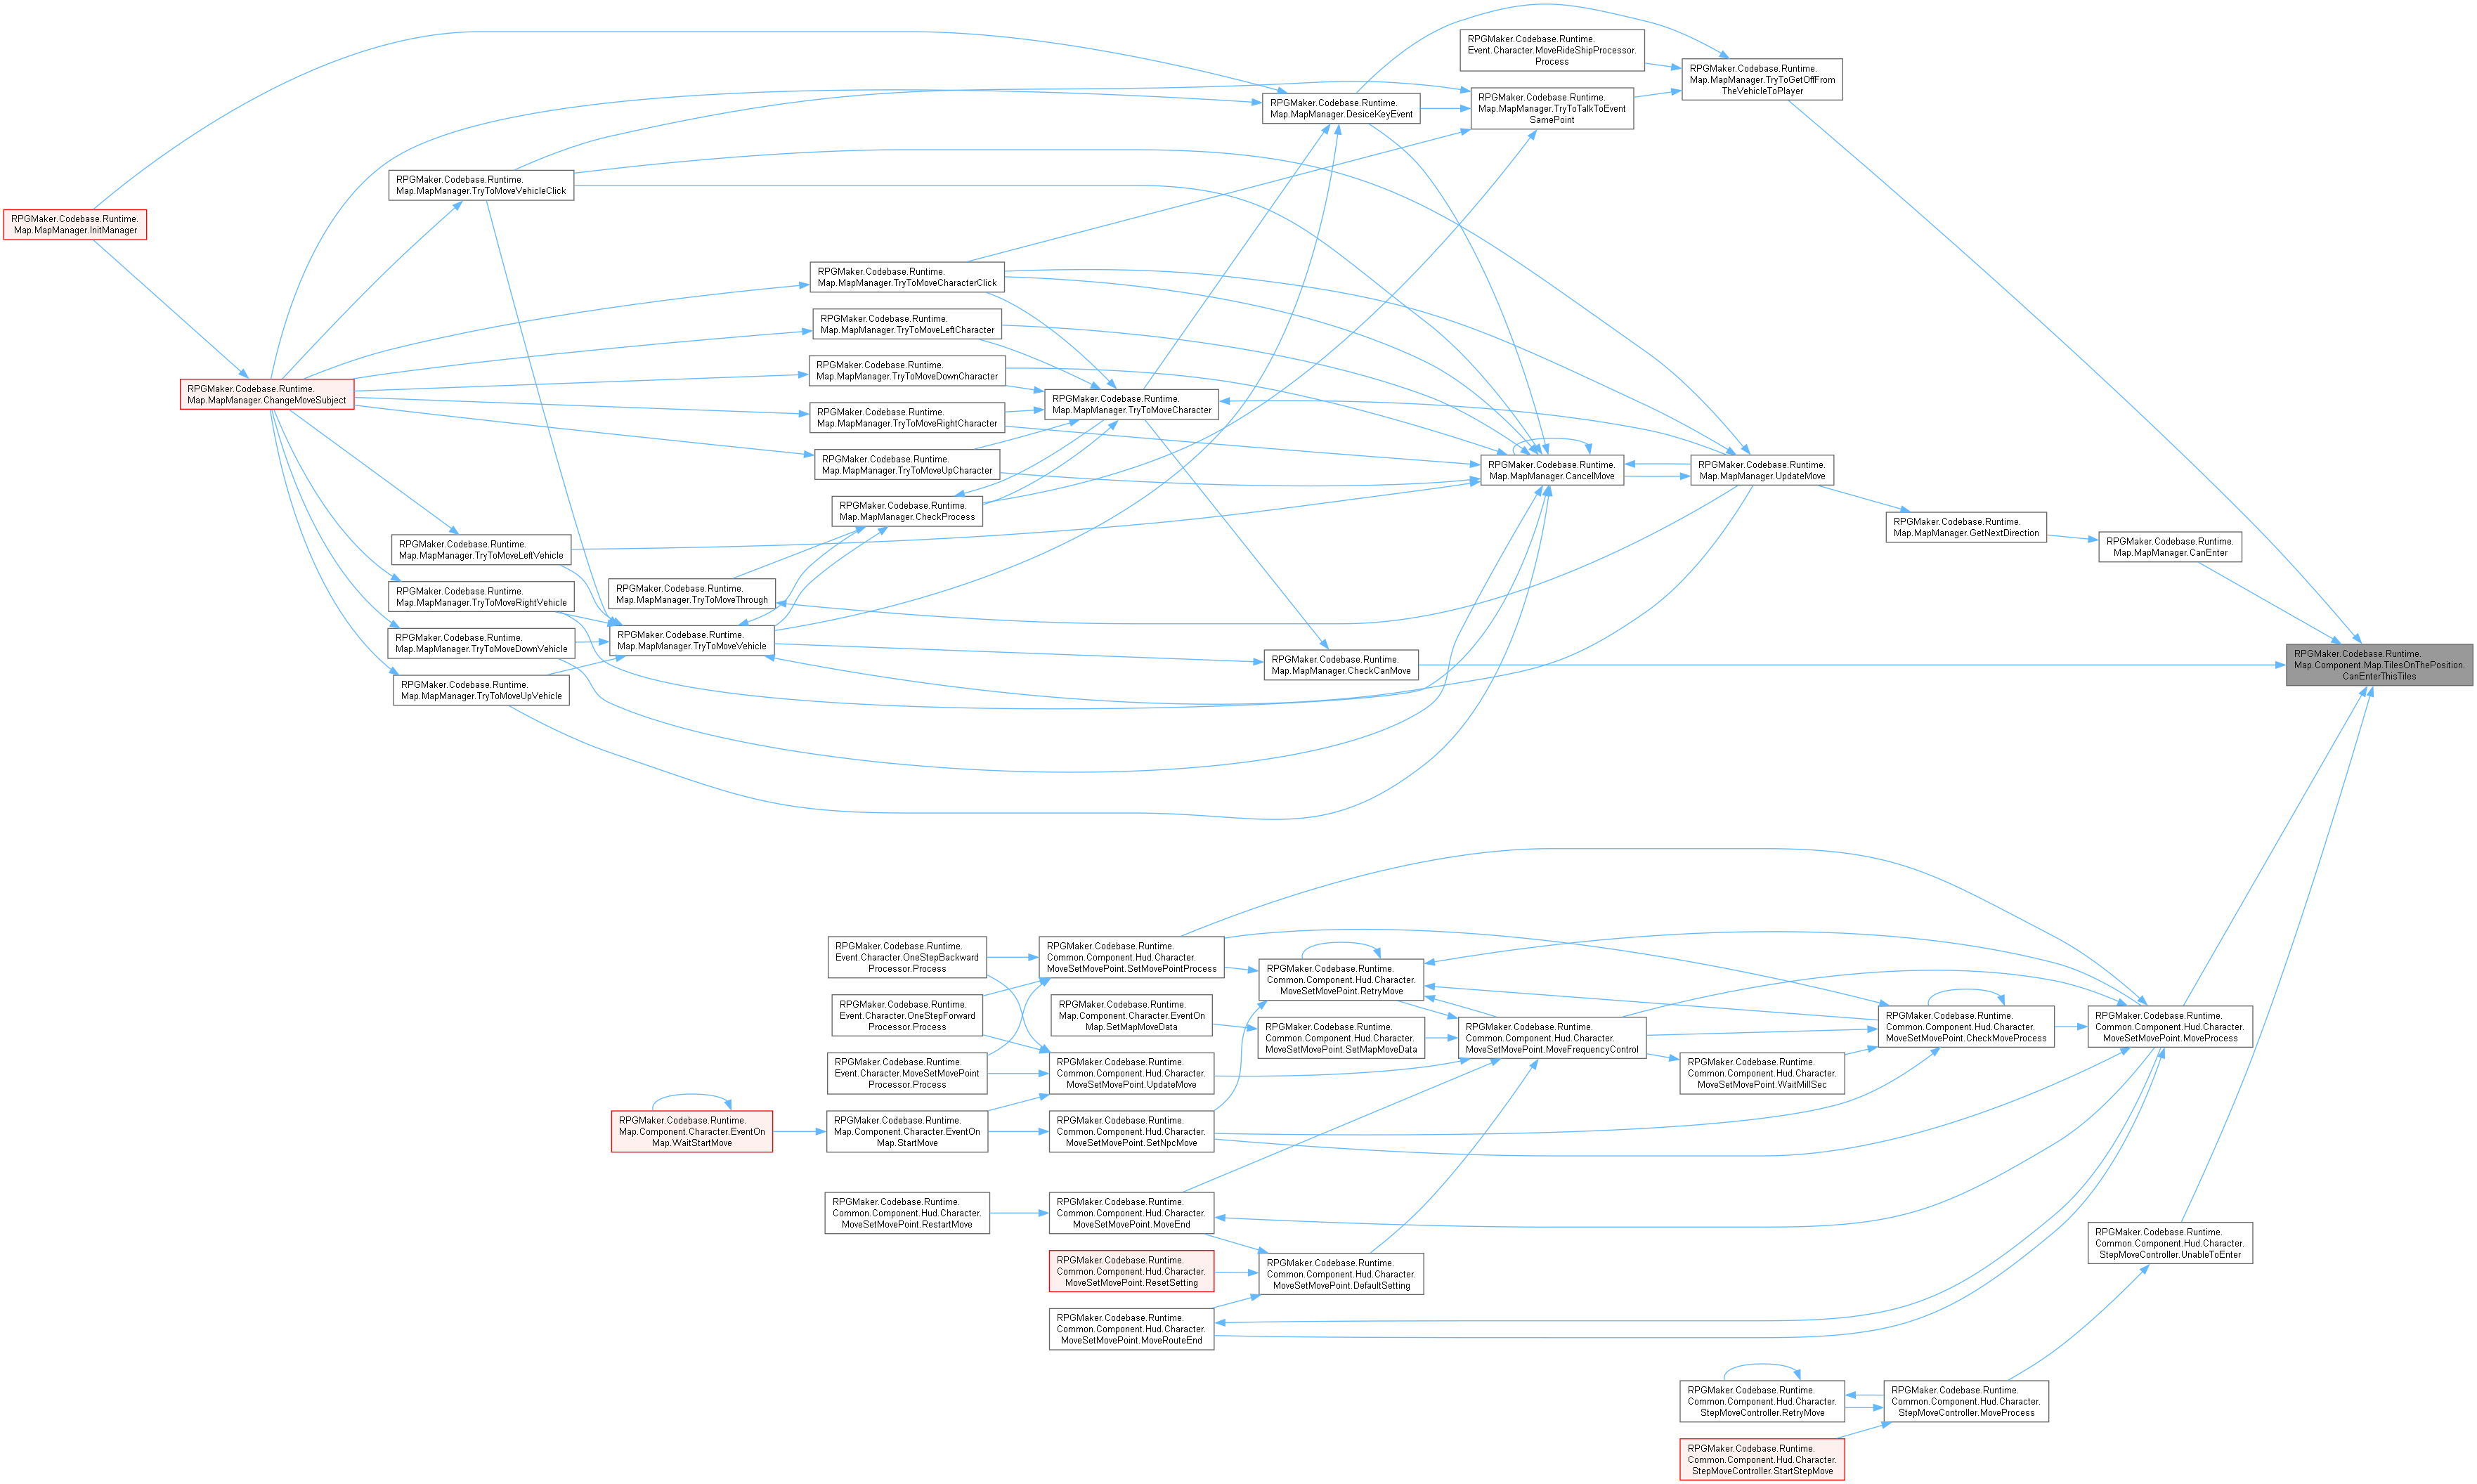 RPGMaker.Codebase.Runtime.
Event.Character.MoveRideShipProcessor.
Process
RPGMaker.Codebase.Runtime.
Map.MapManager.TryToGetOffFrom
TheVehicleToPlayer
RPGMaker.Codebase.Runtime.
Map.MapManager.DesiceKeyEvent
RPGMaker.Codebase.Runtime.
Map.MapManager.TryToTalkToEvent
SamePoint
RPGMaker.Codebase.Runtime.
Map.MapManager.TryToMoveVehicleClick
RPGMaker.Codebase.Runtime.
Map.MapManager.InitManager
RPGMaker.Codebase.Runtime.
Map.MapManager.TryToMoveCharacterClick
RPGMaker.Codebase.Runtime.
Map.MapManager.TryToMoveLeftCharacter
RPGMaker.Codebase.Runtime.
Map.MapManager.TryToMoveDownCharacter
RPGMaker.Codebase.Runtime.
Map.MapManager.ChangeMoveSubject
RPGMaker.Codebase.Runtime.
Map.MapManager.TryToMoveCharacter
RPGMaker.Codebase.Runtime.
Map.MapManager.TryToMoveRightCharacter
RPGMaker.Codebase.Runtime.
Map.MapManager.TryToMoveUpCharacter
RPGMaker.Codebase.Runtime.
Map.MapManager.CancelMove
RPGMaker.Codebase.Runtime.
Map.MapManager.UpdateMove
RPGMaker.Codebase.Runtime.
Map.MapManager.CheckProcess
RPGMaker.Codebase.Runtime.
Map.MapManager.GetNextDirection
RPGMaker.Codebase.Runtime.
Map.MapManager.CanEnter
RPGMaker.Codebase.Runtime.
Map.MapManager.TryToMoveLeftVehicle
RPGMaker.Codebase.Runtime.
Map.MapManager.TryToMoveRightVehicle
RPGMaker.Codebase.Runtime.
Map.MapManager.TryToMoveThrough
RPGMaker.Codebase.Runtime.
Map.MapManager.TryToMoveDownVehicle
RPGMaker.Codebase.Runtime.
Map.MapManager.TryToMoveVehicle
RPGMaker.Codebase.Runtime.
Map.MapManager.CheckCanMove
RPGMaker.Codebase.Runtime.
Map.Component.Map.TilesOnThePosition.
CanEnterThisTiles
RPGMaker.Codebase.Runtime.
Map.MapManager.TryToMoveUpVehicle
RPGMaker.Codebase.Runtime.
Event.Character.OneStepBackward
Processor.Process
RPGMaker.Codebase.Runtime.
Common.Component.Hud.Character.
MoveSetMovePoint.SetMovePointProcess
RPGMaker.Codebase.Runtime.
Common.Component.Hud.Character.
MoveSetMovePoint.RetryMove
RPGMaker.Codebase.Runtime.
Event.Character.OneStepForward
Processor.Process
RPGMaker.Codebase.Runtime.
Map.Component.Character.EventOn
Map.SetMapMoveData
RPGMaker.Codebase.Runtime.
Common.Component.Hud.Character.
MoveSetMovePoint.SetMapMoveData
RPGMaker.Codebase.Runtime.
Common.Component.Hud.Character.
MoveSetMovePoint.MoveFrequencyControl
RPGMaker.Codebase.Runtime.
Common.Component.Hud.Character.
MoveSetMovePoint.CheckMoveProcess
RPGMaker.Codebase.Runtime.
Common.Component.Hud.Character.
MoveSetMovePoint.MoveProcess
RPGMaker.Codebase.Runtime.
Event.Character.MoveSetMovePoint
Processor.Process
RPGMaker.Codebase.Runtime.
Common.Component.Hud.Character.
MoveSetMovePoint.UpdateMove
RPGMaker.Codebase.Runtime.
Common.Component.Hud.Character.
MoveSetMovePoint.WaitMillSec
RPGMaker.Codebase.Runtime.
Map.Component.Character.EventOn
Map.WaitStartMove
RPGMaker.Codebase.Runtime.
Map.Component.Character.EventOn
Map.StartMove
RPGMaker.Codebase.Runtime.
Common.Component.Hud.Character.
MoveSetMovePoint.SetNpcMove
RPGMaker.Codebase.Runtime.
Common.Component.Hud.Character.
MoveSetMovePoint.RestartMove
RPGMaker.Codebase.Runtime.
Common.Component.Hud.Character.
MoveSetMovePoint.MoveEnd
RPGMaker.Codebase.Runtime.
Common.Component.Hud.Character.
StepMoveController.UnableToEnter
RPGMaker.Codebase.Runtime.
Common.Component.Hud.Character.
MoveSetMovePoint.ResetSetting
RPGMaker.Codebase.Runtime.
Common.Component.Hud.Character.
MoveSetMovePoint.DefaultSetting
RPGMaker.Codebase.Runtime.
Common.Component.Hud.Character.
MoveSetMovePoint.MoveRouteEnd
RPGMaker.Codebase.Runtime.
Common.Component.Hud.Character.
StepMoveController.RetryMove
RPGMaker.Codebase.Runtime.
Common.Component.Hud.Character.
StepMoveController.MoveProcess
RPGMaker.Codebase.Runtime.
Common.Component.Hud.Character.
StepMoveController.StartStepMove